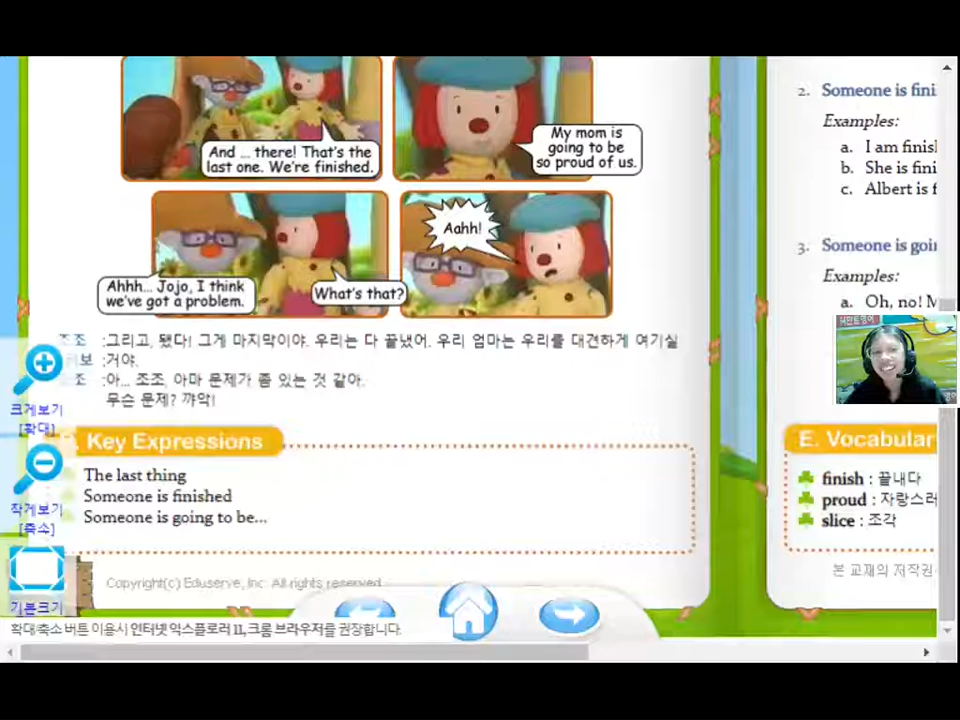 And ... there! That's the
last one. We're finished.
My mom is
going to be
so proud of us.
Ahhh... Jojo, I think
we've got a problem.
What's that?
Aahh!
조조 :그리고, 됐다! 그게 마지막이야. 우리는 다 끝냈어. 우리 엄마는 우리를 대견하게 여기실
:거야.
:아... 조조, 아마 문제가 좀 있는 것 같아.
무슨 문제? 꺄악!
Key Expressions
The last thing
Someone is finished
Someone is going to be...
Copyright(c) Eduserve, Inc. All rights reserved
크게보기
[확대]
작게보기
[축소]
기본크기
확대/축소 버튼 이용시 인터넷 익스플로러 11, 크롬 브라우저를 권장합니다.
2. Someone is fini
Examples:
a. I am finis
b. She is fini
c. Albert is f
3. Someone is goi
Examples:
a. Oh, no! M
E. Vocabular
finish : 끝내다
proud : 자랑스러
slice : 조각
본 교재의 저작권